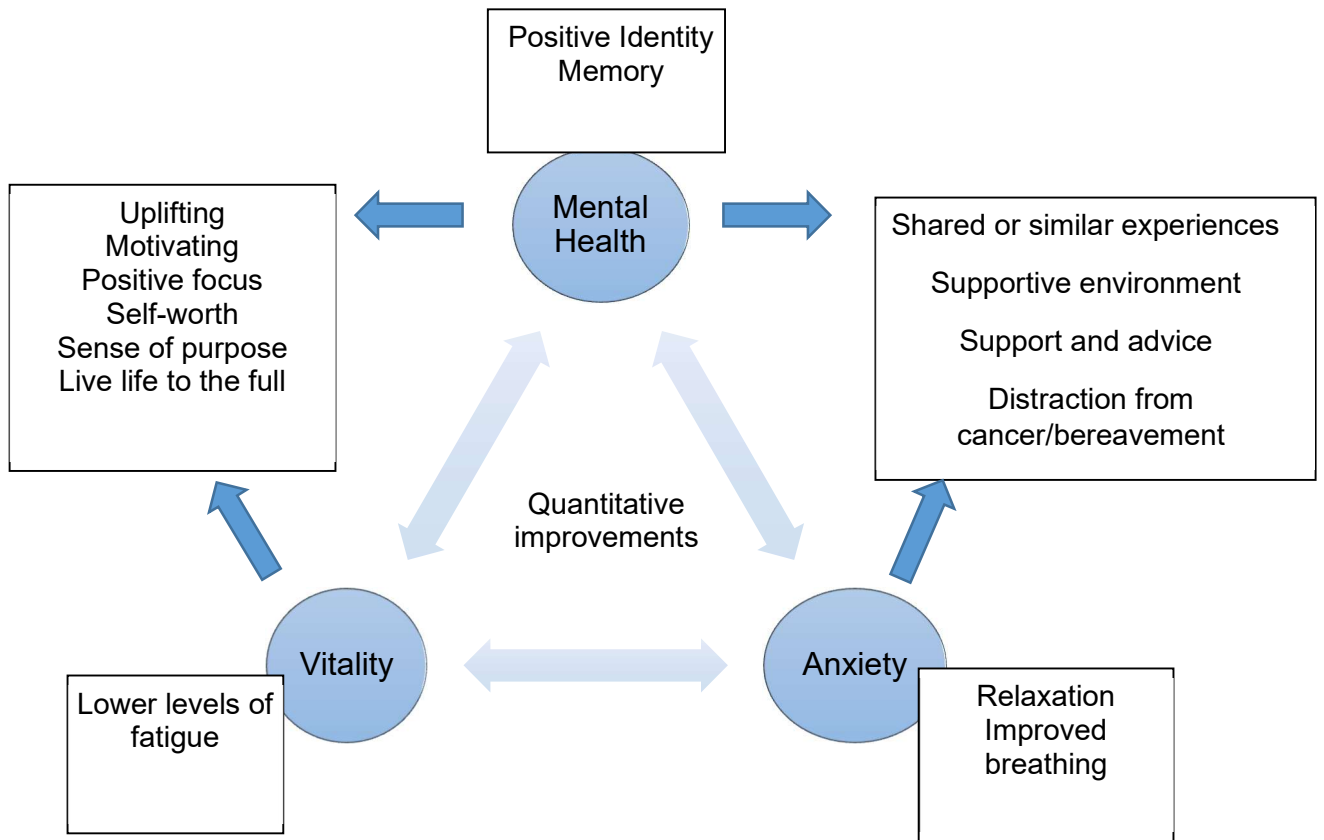 Positive Identity
Memory
Mental
Health
Uplifting
Motivating
Positive focus
Self-worth
Sense of purpose
Live life to the full
Shared or similar experiences
Supportive environment
Support and advice
Distraction from
cancer/bereavement
Quantitative
improvements
Vitality
Lower levels of
fatigue
Anxiety
Relaxation
Improved
breathing